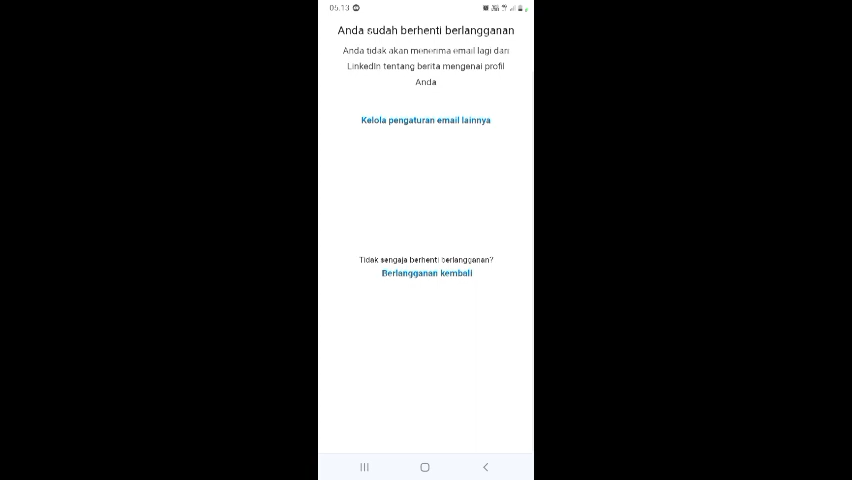 05.13
Anda sudah berhenti berlangganan
Anda tidak akan menerima email lagi dari
LinkedIn tentang berita mengenai profil
Anda
Kelola pengaturan email lainnya
Tidak sengaja berhenti berlangganan?
Berlangganan kembali